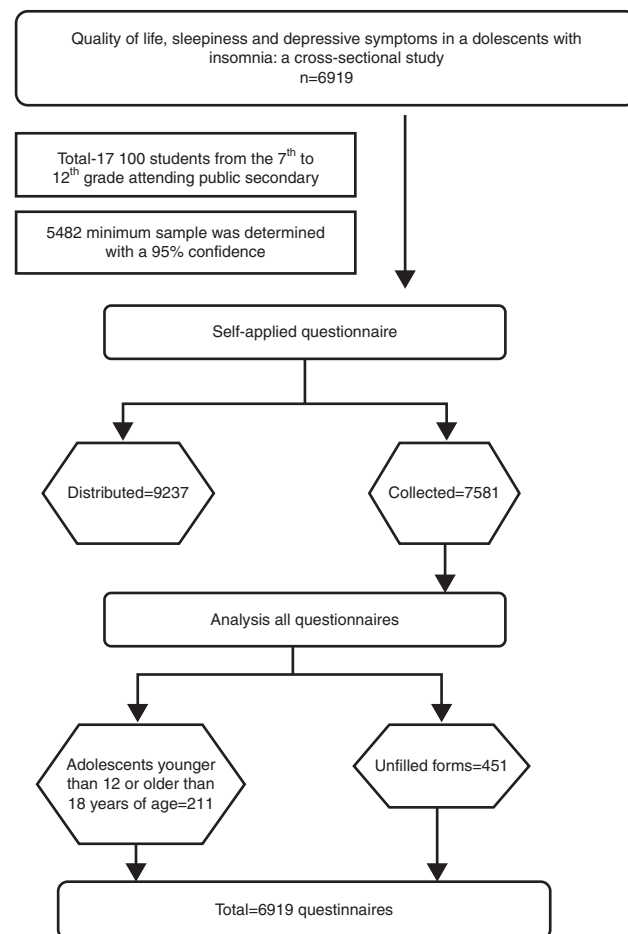 Quality of life, sleepiness and depressive symptoms in a dolescents with
insomnia: a cross-sectional study
n=6919
Total-17 100 students from the 7th to
12th grade attending public secondary
5482 minimum sample was determined
with a 95% confidence
Self-applied questionnaire
Distributed=9237
Collected=7581
Analysis all questionnaires
Adolescents younger
than 12 or older than
18 years of age=211
Unfilled forms=451
Total=6919 questinnaires